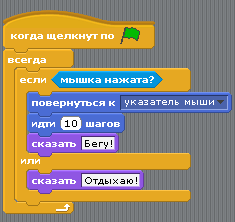 когда щелкнут по
всегда
если мышка нажата?
повернуться к указатель мыши
идти 10 шагов
сказать Бегу!
или
сказать Отдыхаю!